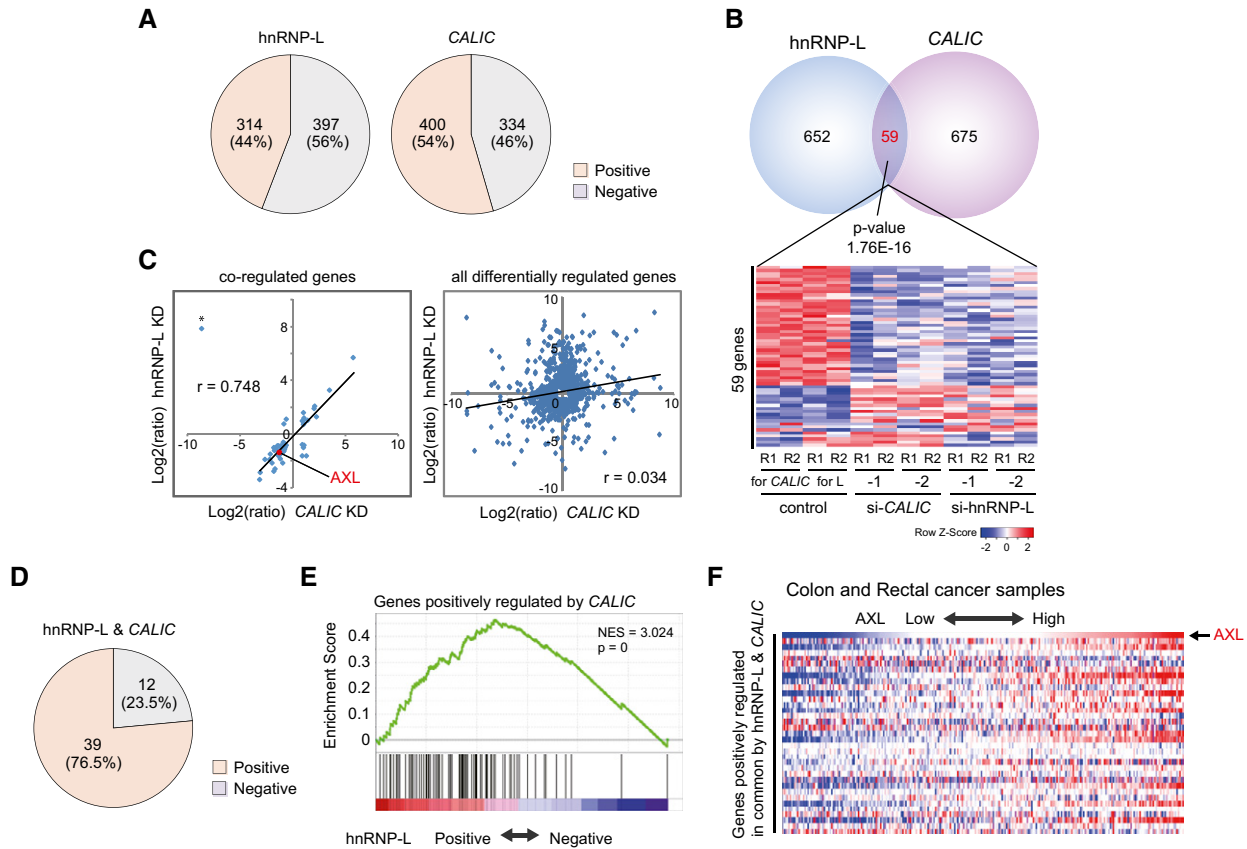 A
hnRNP-L
CALIC
314
(44%)
397
(56%)
400
(54%)
334
(46%)
Positive
Negative
B
hnRNP-L
CALIC
652
59
675
p-value
1.76E-16
59 genes
R1 R2 R1 R2 R1 R2 R1 R2 R1 R2 R1 R2
for CALIC for L -1 -2 -1 -2
control si-CALIC si-hnRNP-L
Row Z-Score
-2 0 2
C
co-regulated genes
Log2(ratio) hnRNP-L KD
*
8
4
r = 0.748
-10 -5 0 5 10
AXL
-4
Log2(ratio) CALIC KD
all differentially regulated genes
Log2(ratio) hnRNP-L KD
10
5
-10 -5 0 5 10
-5
-10
r = 0.034
Log2(ratio) CALIC KD
D
hnRNP-L & CALIC
12
(23.5%)
39
(76.5%)
Positive
Negative
E
Genes positively regulated by CALIC
Enrichment Score
0.4
0.3
0.2
0.1
0
NES = 3.024
p = 0
hnRNP-L Positive Negative
F
Colon and Rectal cancer samples
AXL Low High
AXL
Genes positively regulated
in common by hnRNP-L & CALIC